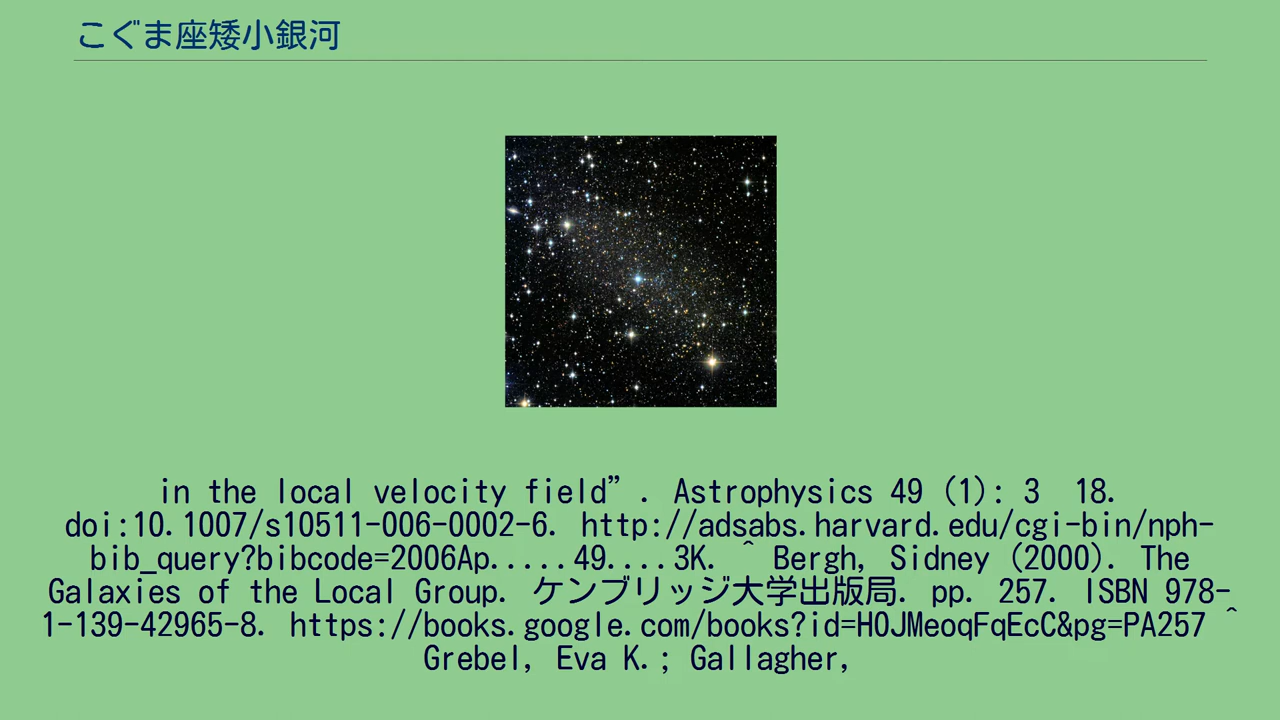 こぐま座矮小銀河
in the local velocity field”. Astrophysics 49 (1): 3  18.
doi:10.1007/s10511-006-0002-6. http://adsabs.harvard.edu/cgi-bin/nph-
bib_query?bibcode=2006Ap.....49....3K. ^ Bergh, Sidney (2000). The
Galaxies of the Local Group. ケンブリッジ大学出版局. pp. 257. ISBN 978-
1-139-42965-8. https://books.google.com/books?id=H0JMeoqFqEcC&pg=PA257 ^
Grebel, Eva K.; Gallagher,